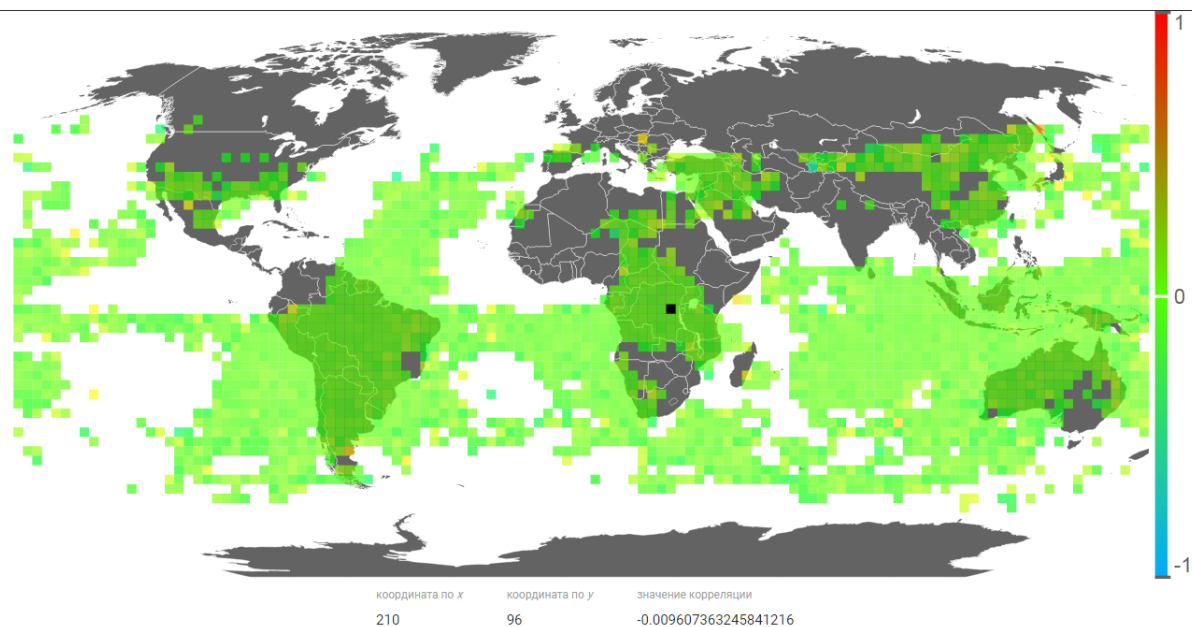 1
0
-1
координата по x координата по y значение корреляции
210 96 -0.009607363245841216